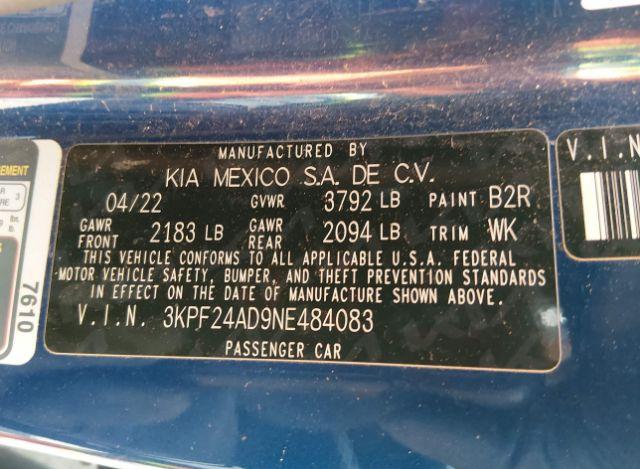 MANUFACTURED BY
KIA MEXICO S.A. DE C.V.
04/22 GVWR 3792 LB PAINT B2R
GAWR FRONT 2183 LB GAWR REAR 2094 LB TRIM WK
THIS VEHICLE CONFORMS TO ALL APPLICABLE U.S.A. FEDERAL
MOTOR VEHICLE SAFETY, BUMPER, AND THEFT PREVENTION STANDARDS
IN EFFECT ON THE DATE OF MANUFACTURE SHOWN ABOVE.
V.I.N. 3KPF24AD9NE484083
PASSENGER CAR
V.I.N
7610
3
lbs.